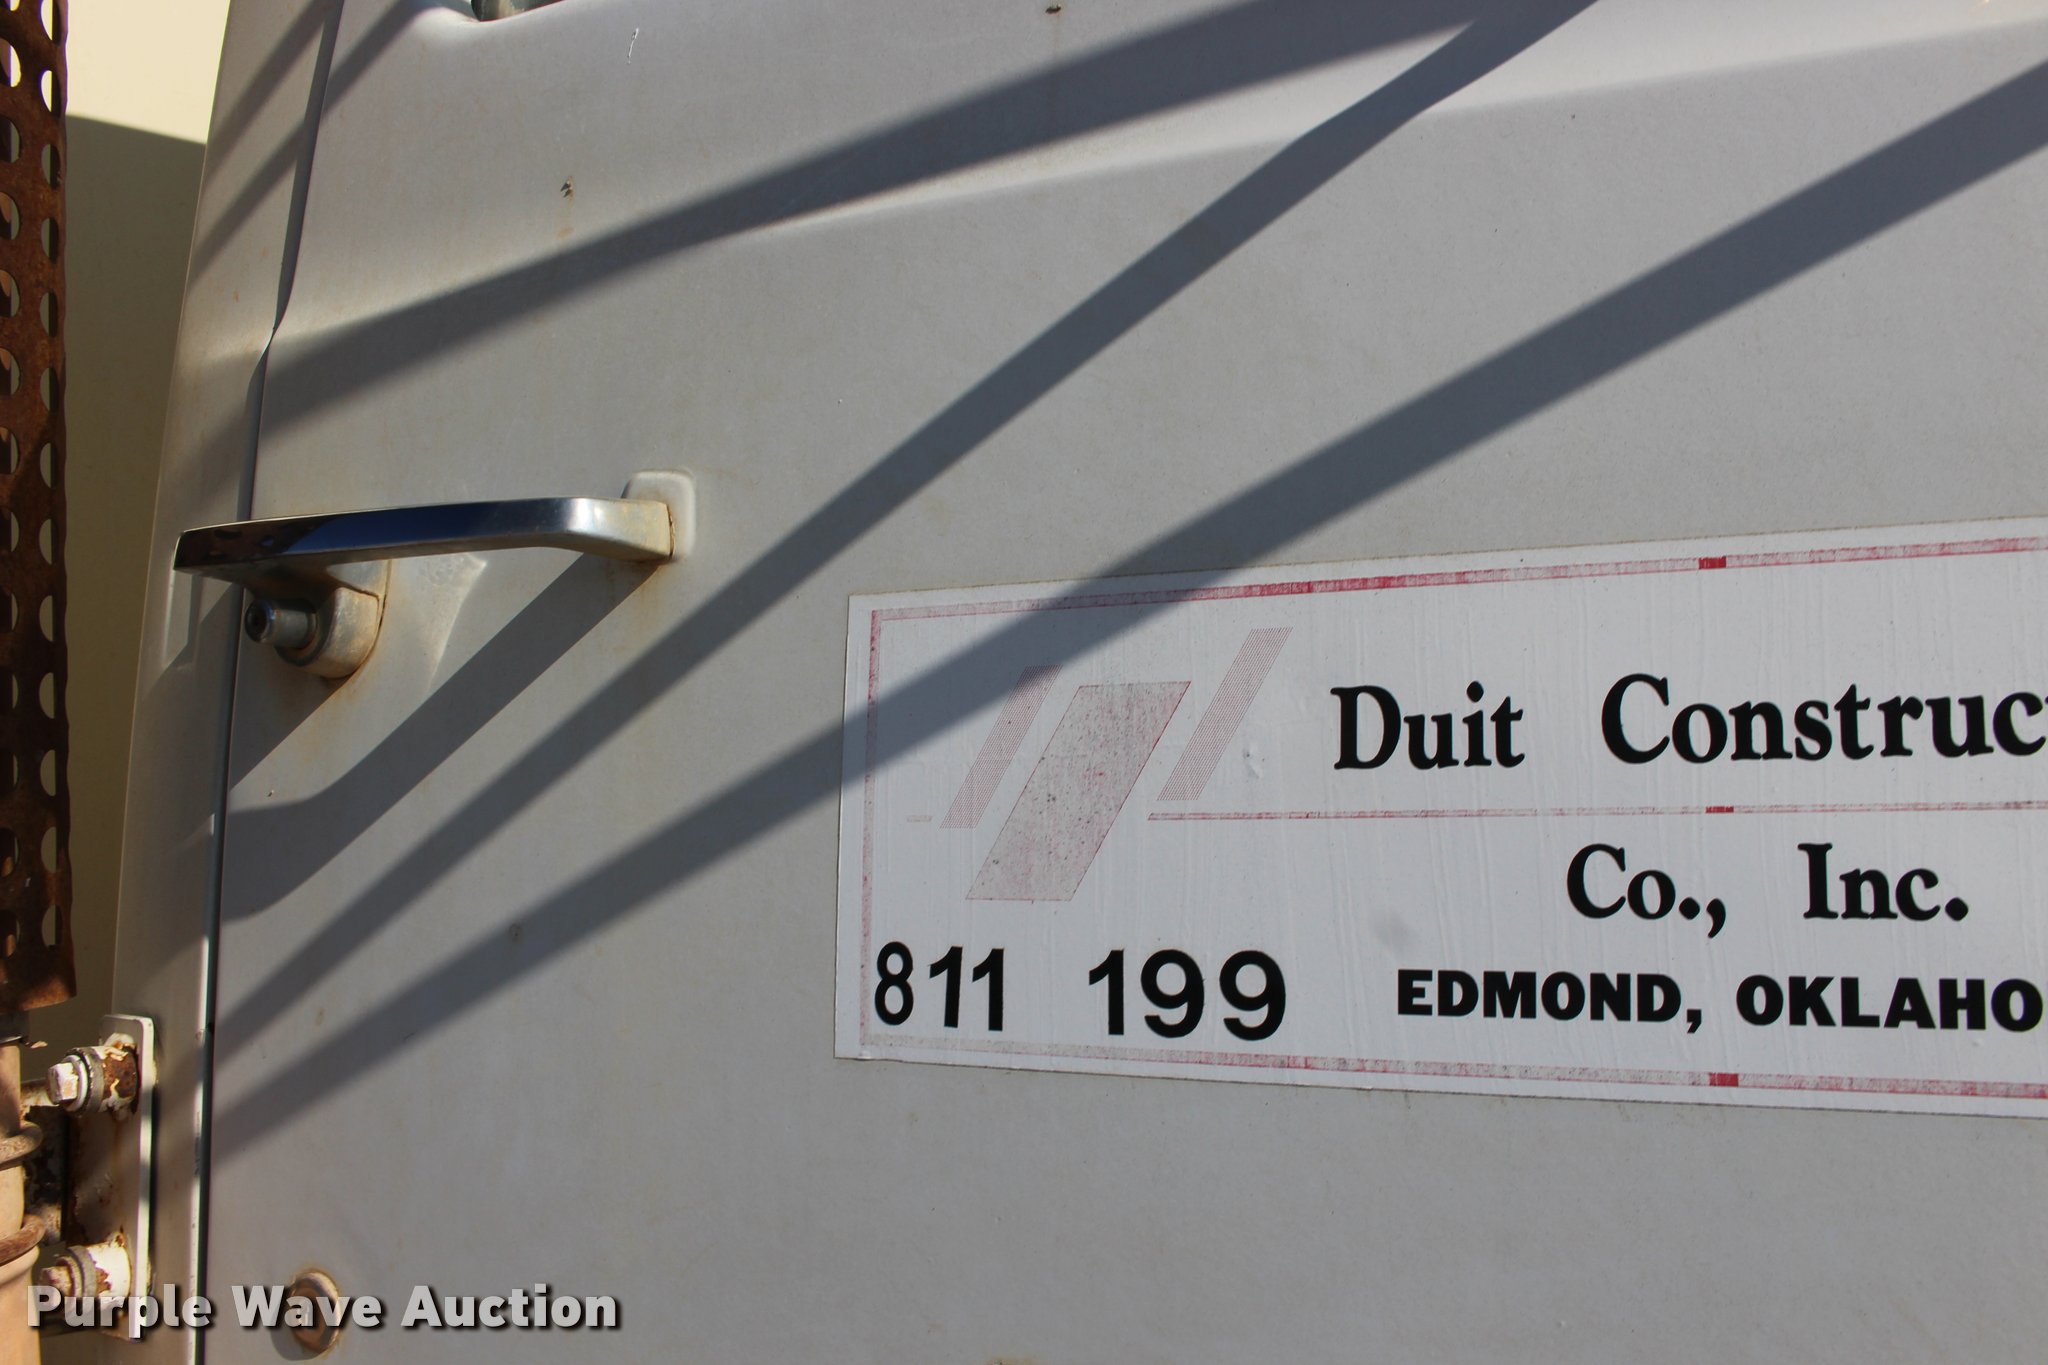 Duit Construc
Co., Inc.
811 199 EDMOND, OKLAHO
Purple Wave Auction